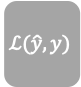 ℒ(ŷ, y)